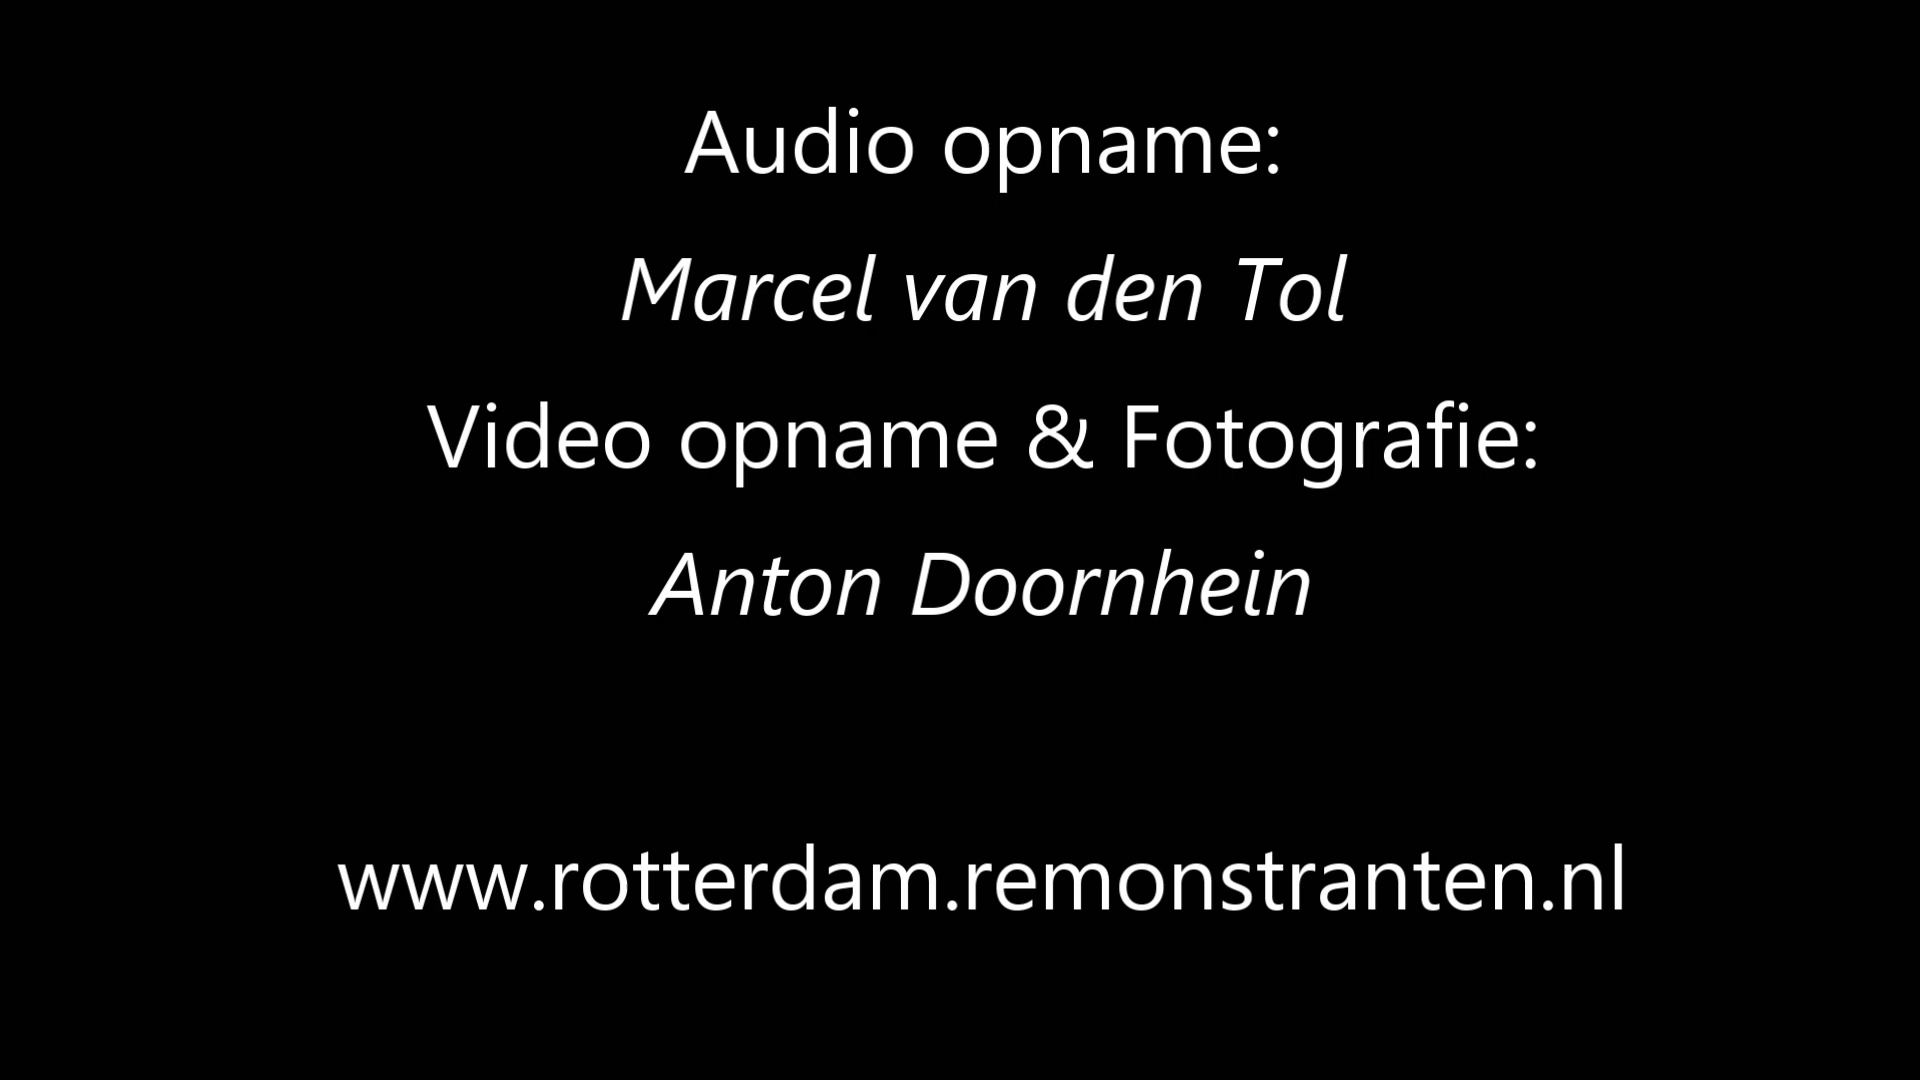 Audio opname:
Marcel van den Tol
Video opname & Fotografie:
Anton Doornhein
www.rotterdam.remonstranten.nl